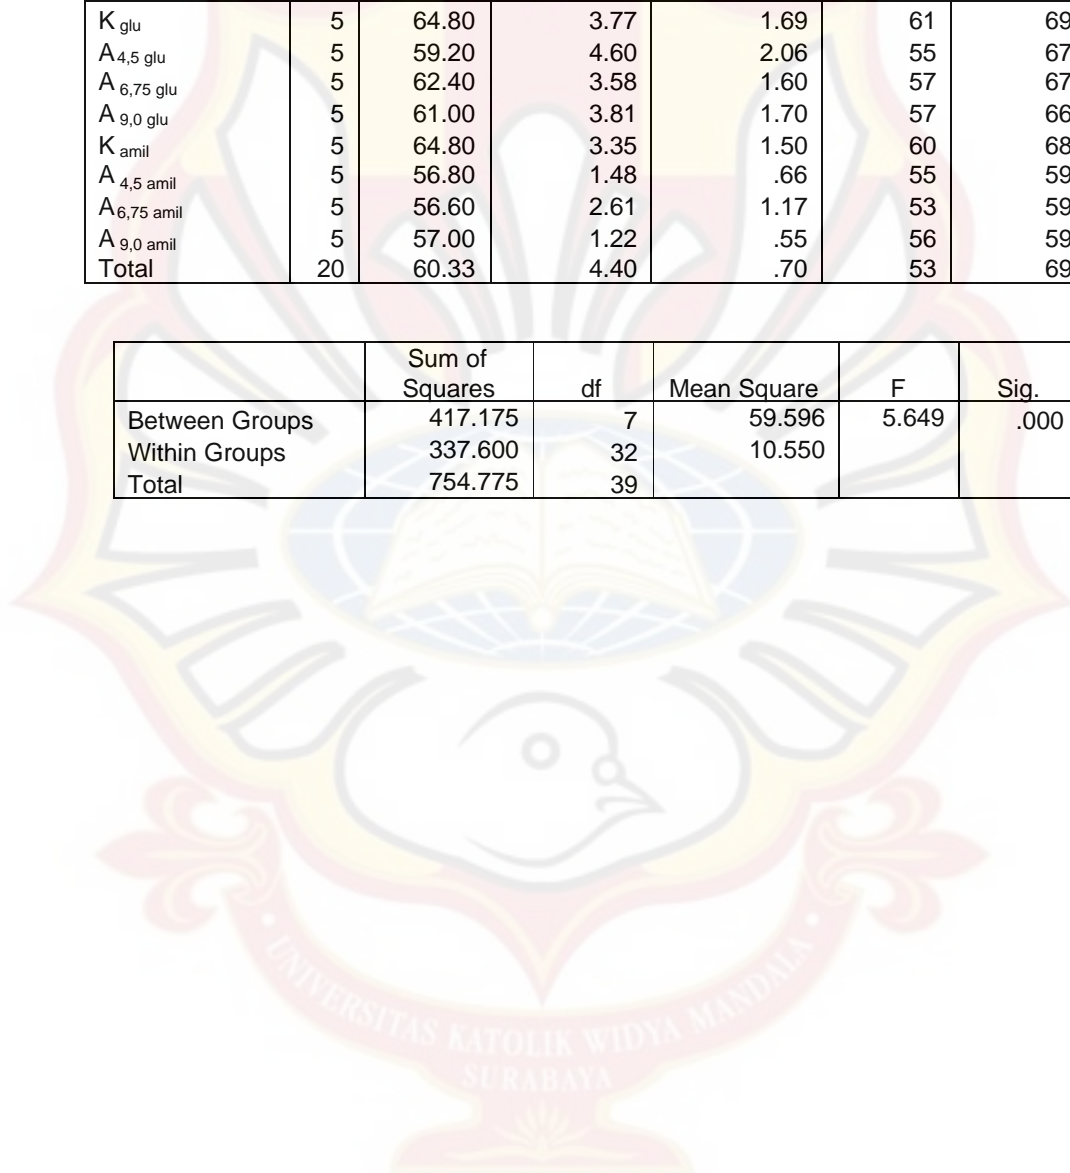 K glu 5 64.80 3.77 1.69 61 69
A 4,5 glu 5 59.20 4.60 2.06 55 67
A 6,75 glu 5 62.40 3.58 1.60 57 67
A 9,0 glu 5 61.00 3.81 1.70 57 66
K amil 5 64.80 3.35 1.50 60 68
A 4,5 amil 5 56.80 1.48 .66 55 59
A 6,75 amil 5 56.60 2.61 1.17 53 59
A 9,0 amil 5 57.00 1.22 .55 56 59
Total 20 60.33 4.40 .70 53 69
Sum of
Squares df Mean Square F Sig.
Between Groups 417.175 7 59.596 5.649 .000
Within Groups 337.600 32 10.550
Total 754.775 39
UNIVERSITAS KATOLIK WIDYA MANDALA
SURABAYA